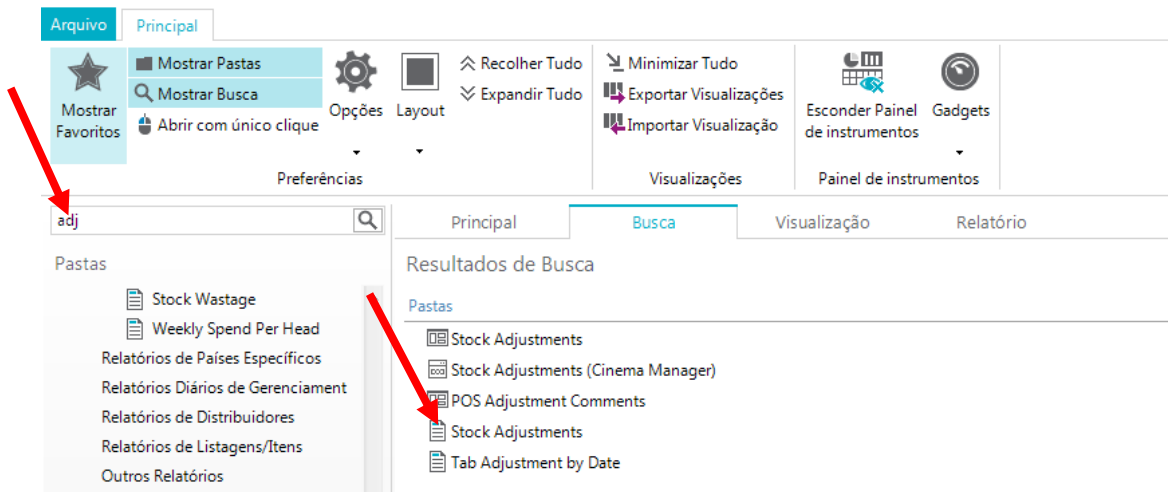 Arquivo
Principal
Mostrar Favoritos
Mostrar Pastas
Mostrar Busca
Abrir com único clique
Opções
Layout
Recolher Tudo
Expandir Tudo
Preferências
Minimizar Tudo
Exportar Visualizações
Importar Visualização
Visualizações
Esconder Painel
de instrumentos
Gadgets
Painel de instrumentos
adj
Pastas
Stock Wastage
Weekly Spend Per Head
Relatórios de Países Específicos
Relatórios Diários de Gerenciament
Relatórios de Distribuidores
Relatórios de Listagens/Itens
Outros Relatórios
Principal
Busca
Visualização
Relatório
Resultados de Busca
Pastas
Stock Adjustments
Stock Adjustments (Cinema Manager)
POS Adjustment Comments
Stock Adjustments
Tab Adjustment by Date